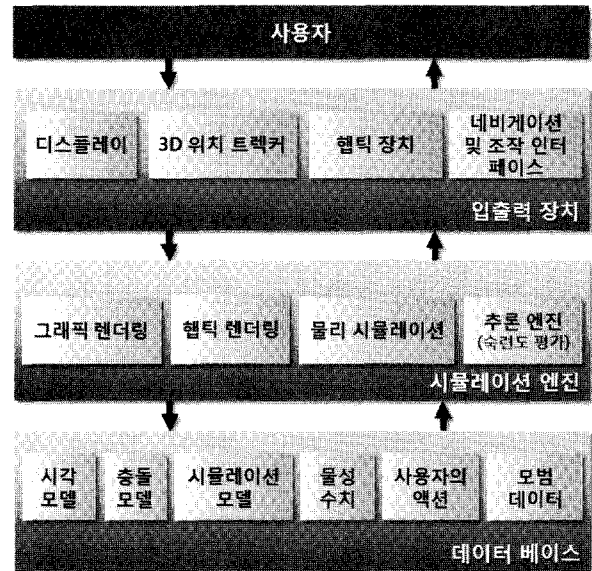 사용자
디스플레이
3D 위치 트렉커
햅틱 장치
네비게이션
및 조작 인터
페이스
입출력 장치
그래픽 렌더링
햅틱 렌더링
물리 시뮬레이션
추론 엔진
(숙련도 평가)
시뮬레이션 엔진
시각
모델
충돌
모델
시뮬레이션
모델
물성
수치
사용자의
액션
모범
데이터
데이터 베이스